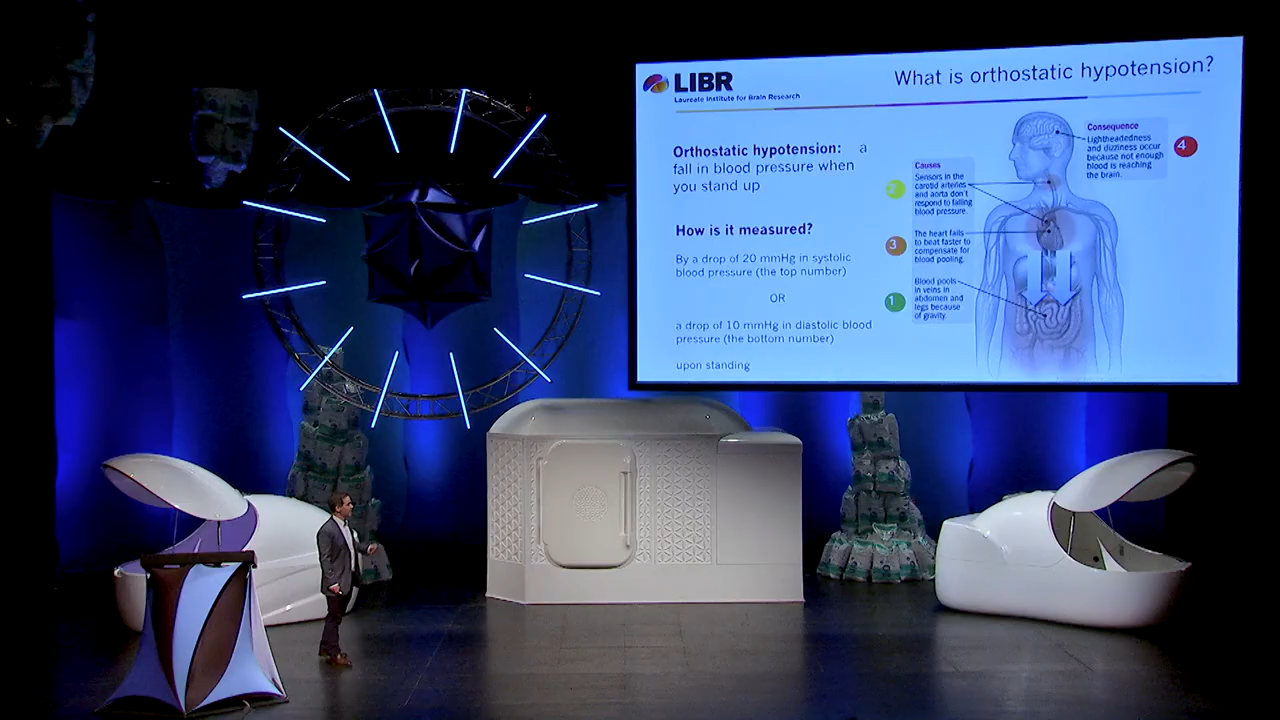 LIBR
Laureate Institute for Brain Research
What is orthostatic hypotension?
Orthostatic hypotension: a
fall in blood pressure when
you stand up
How is it measured?
By a drop of 20 mmHg in systolic
blood pressure (the top number)
OR
a drop of 10 mmHg in diastolic blood
pressure (the bottom number)
upon standing
Causes
2
Sensors in the
carotid arteries
and aorta don't
respond to falling
blood pressure.
3
The heart fails
to beat faster to
compensate for
blood pooling.
1
Blood pools
in veins in
abdomen and
legs because
of gravity.
Consequence
Lightheadedness
and dizziness occur
because not enough
blood is reaching
the brain.
4